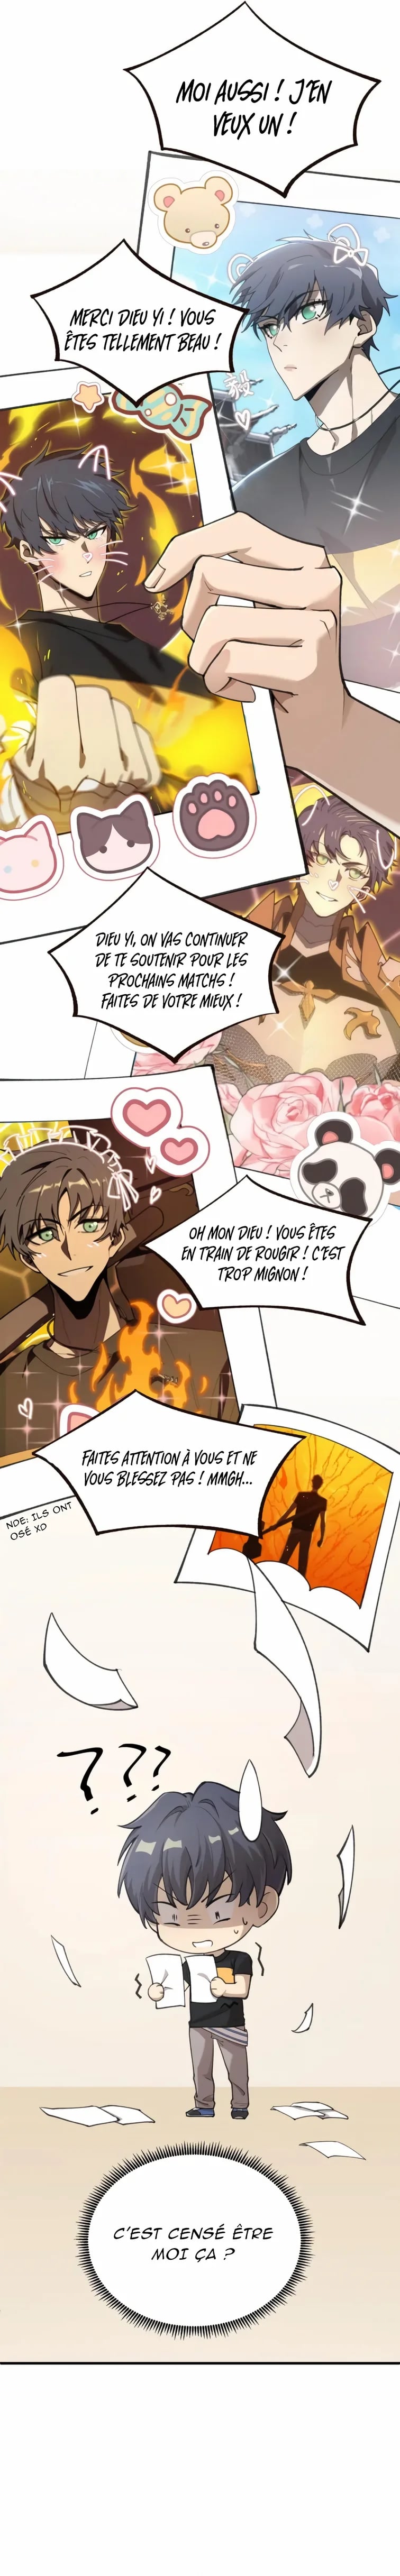 MOI AUSSI ! J'EN
VEUX UN !
MERCI DIEU YI ! VOUS
ÊTES TELLEMENT BEAU !
毅
DIEU YI, ON VAS CONTINUER
DE TE SOUTENIR POUR LES
PROCHAINS MATCHS !
FAITES DE VOTRE MIEUX !
OH MON DIEU ! VOUS ÊTES
EN TRAIN DE ROUGIR ! C'EST
TROP MIGNON !
FAITES ATTENTION À VOUS ET NE
VOUS BLESSEZ PAS ! MMGH...
NDE: ILS ONT
OSÉ XD
? ???
C'EST CENSÉ ÊTRE
MOI ÇA ?